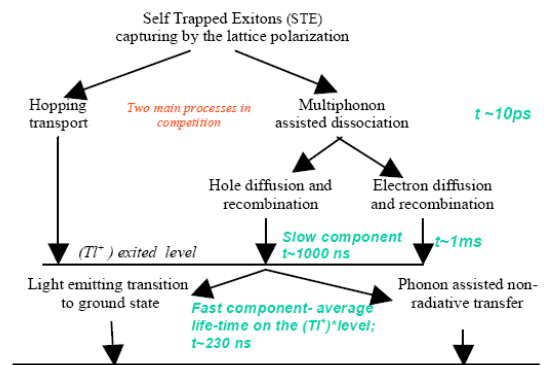 Self Trapped Exitons (STE)
capturing by the lattice polarization
Hopping
transport
Two main processes in
competition
Multiphonon
assisted dissociation
t ~10ps
Hole diffusion and
recombination
Electron diffusion
and recombination
(Tl+ ) exited level
Slow component
t~1000 ns
t~1ms
Light emitting transition
to ground state
Fast component- average
life-time on the (Tl+)*level;
t~230 ns
Phonon assisted non-
radiative transfer